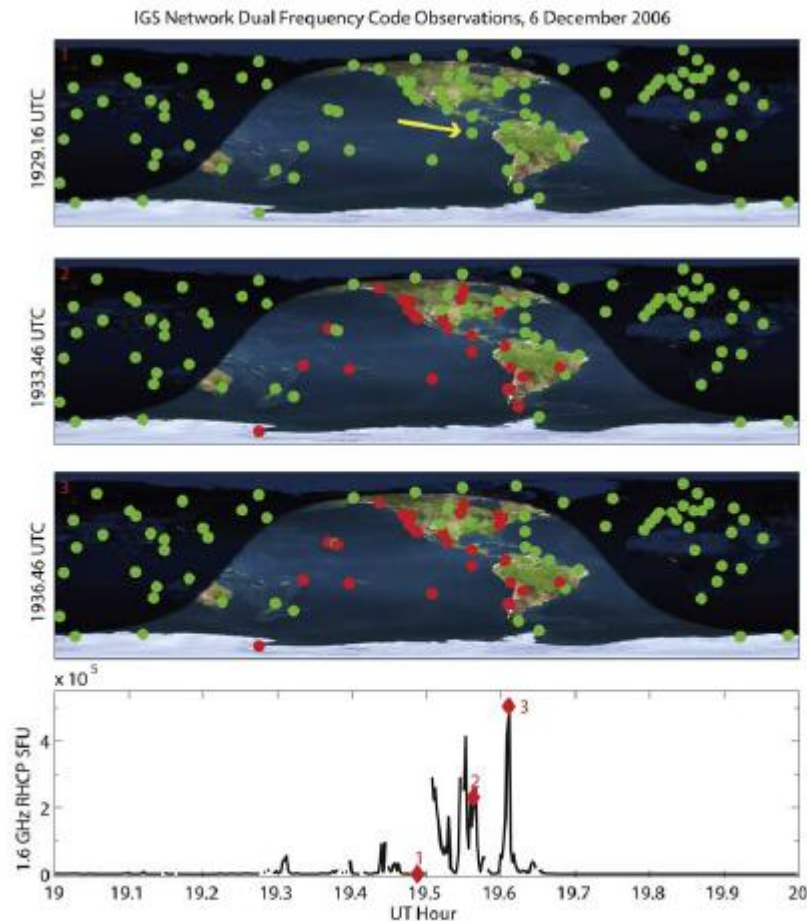 IGS Network Dual Frequency Code Observations, 6 December 2006
1
1929.16 UTC
2
1933.46 UTC
3
1936.46 UTC
x 10 5
1.6 GHz RHCP SFU
4
2
0
1
2
3
19 19.1 19.2 19.3 19.4 19.5 19.6 19.7 19.8 19.9 20
UT Hour